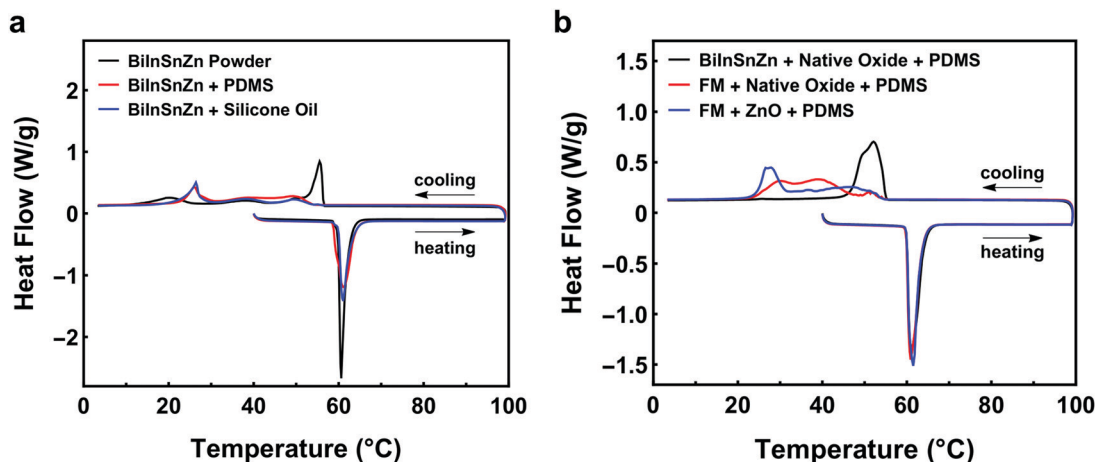 a
BiInSnZn Powder
BiInSnZn + PDMS
BiInSnZn + Silicone Oil
cooling
heating
2
1
0
−1
−2
0
20
40
60
80
100
Heat Flow (W/g)
Temperature (°C)
b
BiInSnZn + Native Oxide + PDMS
FM + Native Oxide + PDMS
FM + ZnO + PDMS
cooling
heating
1.5
1.0
0.5
0
−0.5
−1.0
−1.5
0
20
40
60
80
100
Heat Flow (W/g)
Temperature (°C)